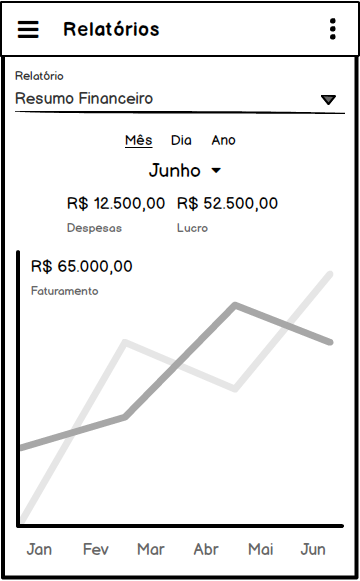 Relatórios
Relatório
Resumo Financeiro
Mês Dia Ano
Junho
R$ 12.500,00 R$ 52.500,00
Despesas Lucro
R$ 65.000,00
Faturamento
Jan Fev Mar Abr Mai Jun